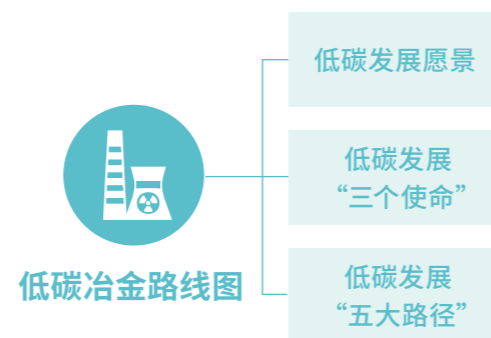 低碳发展愿景
低碳发展
“三个使命”
低碳冶金路线图
低碳发展
“五大路径”